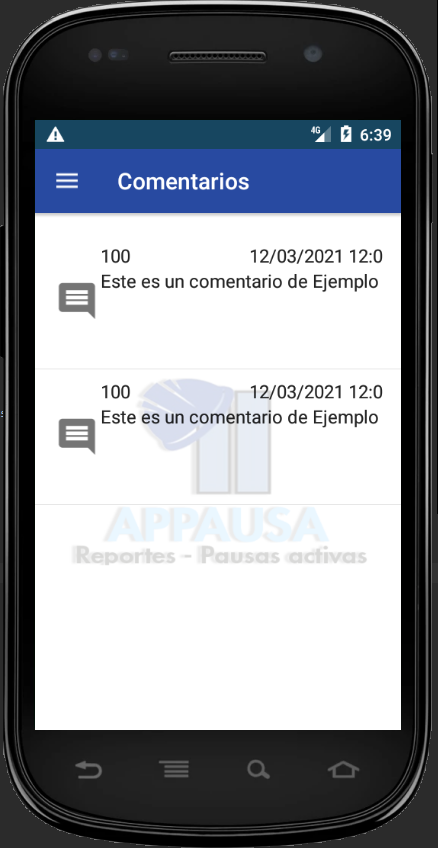 4G 6:39
Comentarios
100 12/03/2021 12:0
Este es un comentario de Ejemplo
100 12/03/2021 12:0
Este es un comentario de Ejemplo
APPAUSA
Reportes - Pausas activas